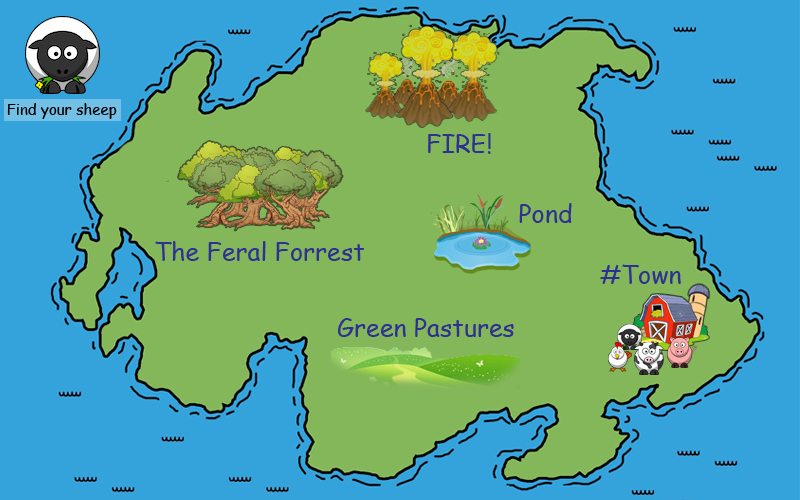 Find your sheep
FIRE!
Pond
The Feral Forrest
#Town
Green Pastures